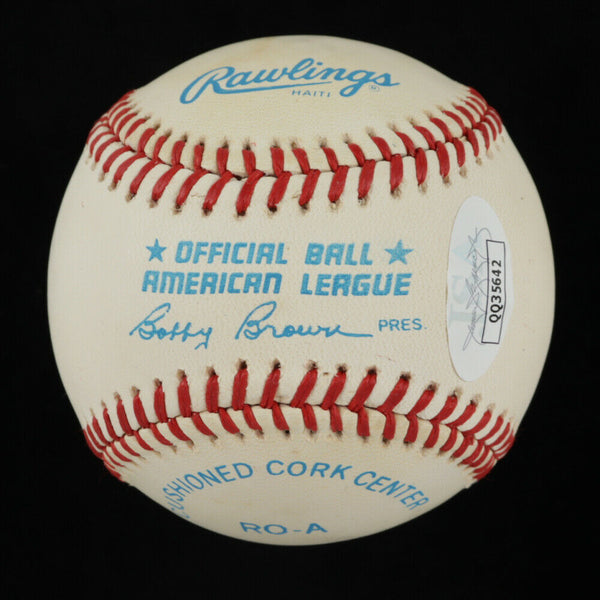 Rawlings
HAITI
®
★ OFFICIAL BALL ★
AMERICAN LEAGUE
Bobby Brown PRES.
CUSHIONED CORK CENTER
RO-A
JSA
QQ35642